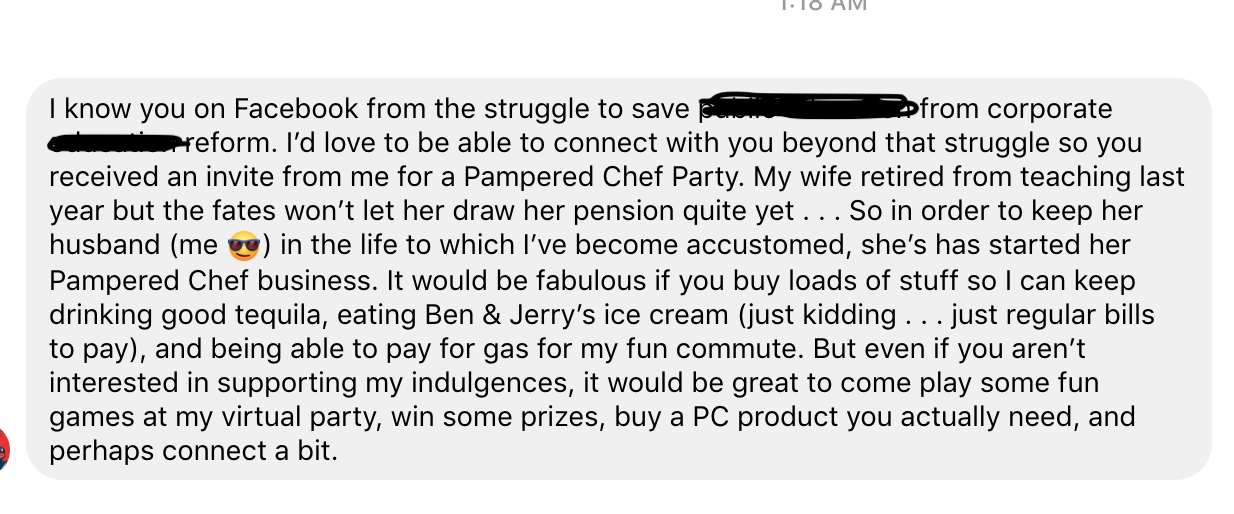 1:18 AM
I know you on Facebook from the struggle to save from corporate
reform. I’d love to be able to connect with you beyond that struggle so you
received an invite from me for a Pampered Chef Party. My wife retired from teaching last
year but the fates won’t let her draw her pension quite yet . . . So in order to keep her
husband (me 😎) in the life to which I’ve become accustomed, she’s has started her
Pampered Chef business. It would be fabulous if you buy loads of stuff so I can keep
drinking good tequila, eating Ben & Jerry’s ice cream (just kidding . . . just regular bills
to pay), and being able to pay for gas for my fun commute. But even if you aren’t
interested in supporting my indulgences, it would be great to come play some fun
games at my virtual party, win some prizes, buy a PC product you actually need, and
perhaps connect a bit.